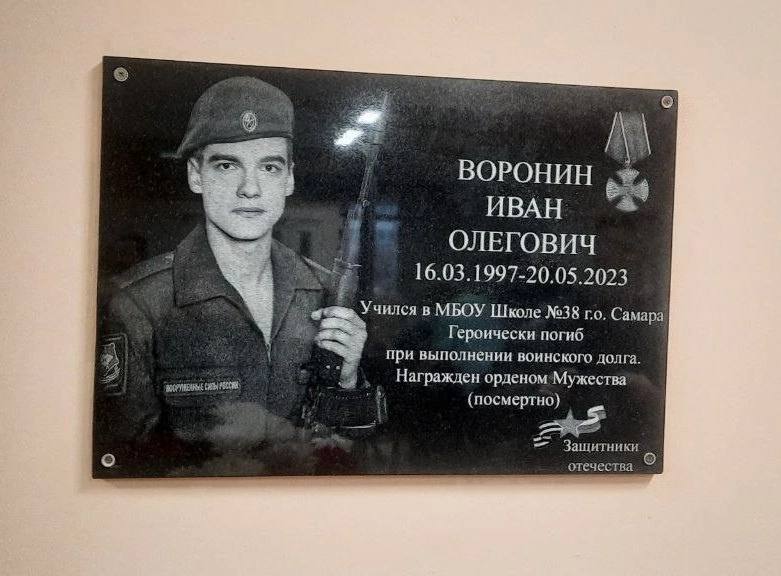 ВОРОНИН
ИВАН
ОЛЕГОВИЧ
16.03.1997-20.05.2023
Учился в МБОУ Школе №38 г.о. Самара
Героически погиб
при выполнении воинского долга.
Награжден орденом Мужества
(посмертно)
Защитники
отечества
ВООРУЖЕННЫЕ СИЛЫ РОССИИ